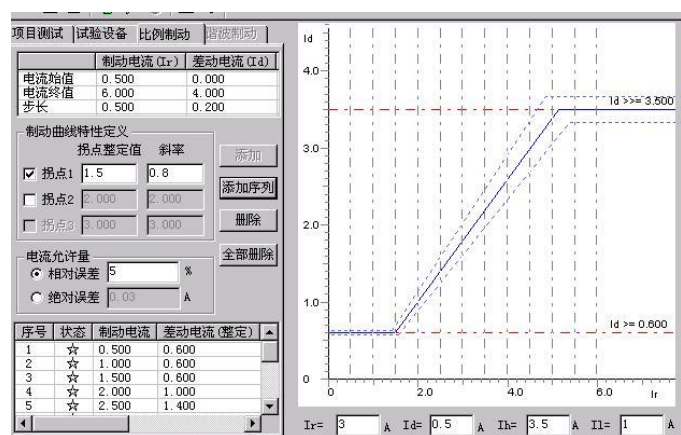 项目测试 试验设备 比例制动 谐波制动
制动电流(Ir) 差动电流(Id)
电流始值 0.500 0.000
电流终值 6.000 4.000
步长 0.500 0.200
制动曲线特性定义
拐点整定值 斜率
拐点1 1.5 0.8
拐点2 2.000 2.000
拐点3 3.000 3.000
添加
添加序列
删除
全部删除
电流允许量
相对误差 5 %
绝对误差 0.03 A
序号 状态 制动电流 差动电流(整定)
1 ☆ 0.500 0.600
2 ☆ 1.000 0.600
3 ☆ 1.500 0.600
4 ☆ 2.000 1.000
5 ☆ 2.500 1.400
Id
4.0
Id >>= 3.500
3.0
2.0
1.0
Id >= 0.600
0
0 2.0 4.0 6.0 Ir
Ir= 3 A Id= 0.5 A Ih= 3.5 A Il= 1 A